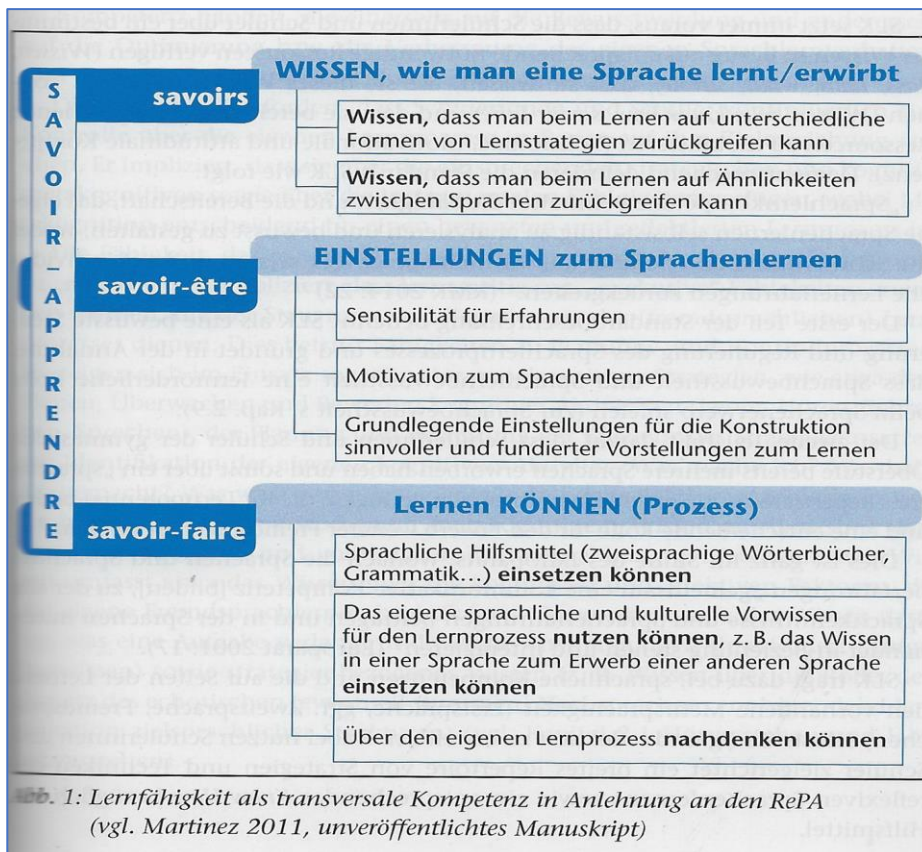 SAVOIR_APPRENDRE
savoirs
WISSEN, wie man eine Sprache lernt/erwirbt
Wissen, dass man beim Lernen auf unterschiedliche
Formen von Lernstrategien zurückgreifen kann
Wissen, dass man beim Lernen auf Ähnlichkeiten
zwischen Sprachen zurückgreifen kann
savoir-être
EINSTELLUNGEN zum Sprachenlernen
Sensibilität für Erfahrungen
Motivation zum Spachenlernen
Grundlegende Einstellungen für die Konstruktion
sinnvoller und fundierter Vorstellungen zum Lernen
savoir-faire
Lernen KÖNNEN (Prozess)
Sprachliche Hilfsmittel (zweisprachige Wörterbücher,
Grammatik…) einsetzen können
Das eigene sprachliche und kulturelle Vorwissen
für den Lernprozess nutzen können, z. B. das Wissen
in einer Sprache zum Erwerb einer anderen Sprache
einsetzen können
Über den eigenen Lernprozess nachdenken können
Abb. 1: Lernfähigkeit als transversale Kompetenz in Anlehnung an den RePA
(vgl. Martinez 2011, unveröffentlichtes Manuskript)